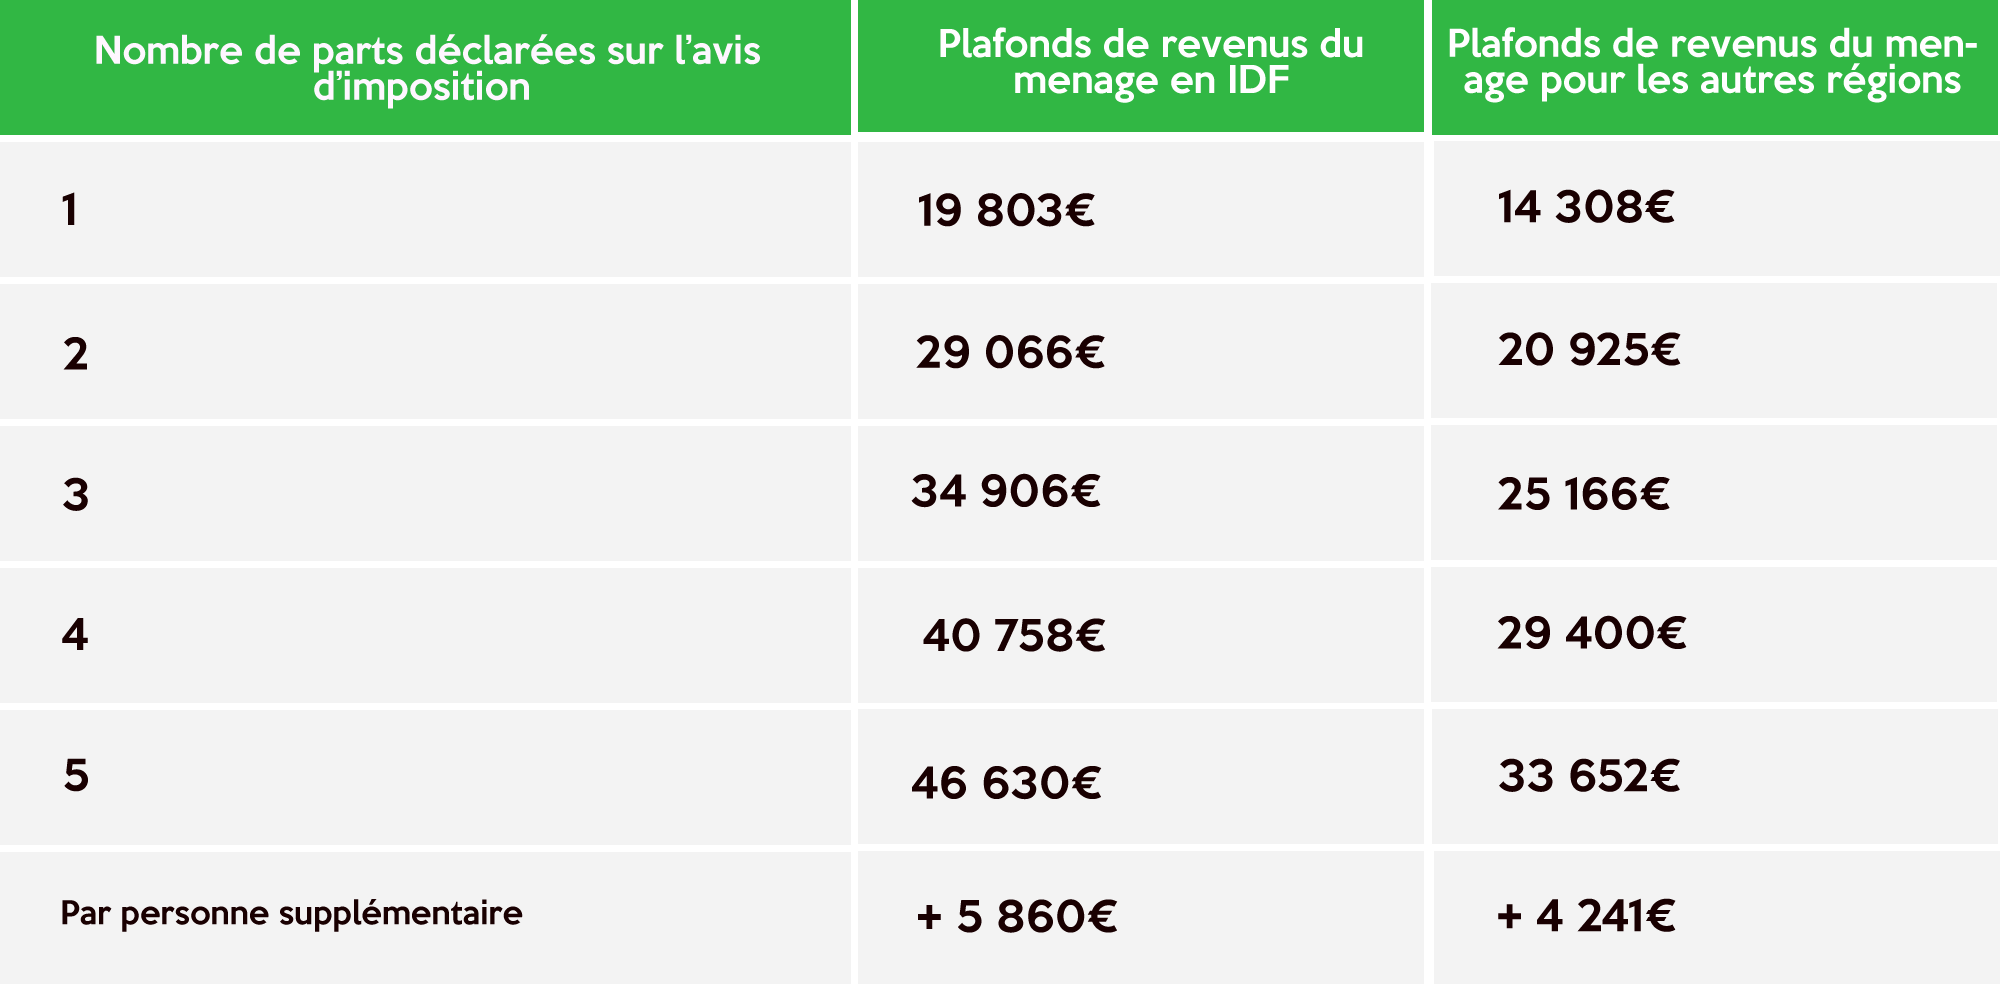 Nombre de parts déclarées sur l’avis
d’imposition
Plafonds de revenus du
menage en IDF
Plafonds de revenus du men-
age pour les autres régions
1
19 803€
14 308€
2
29 066€
20 925€
3
34 906€
25 166€
4
40 758€
29 400€
5
46 630€
33 652€
Par personne supplémentaire
+ 5 860€
+ 4 241€